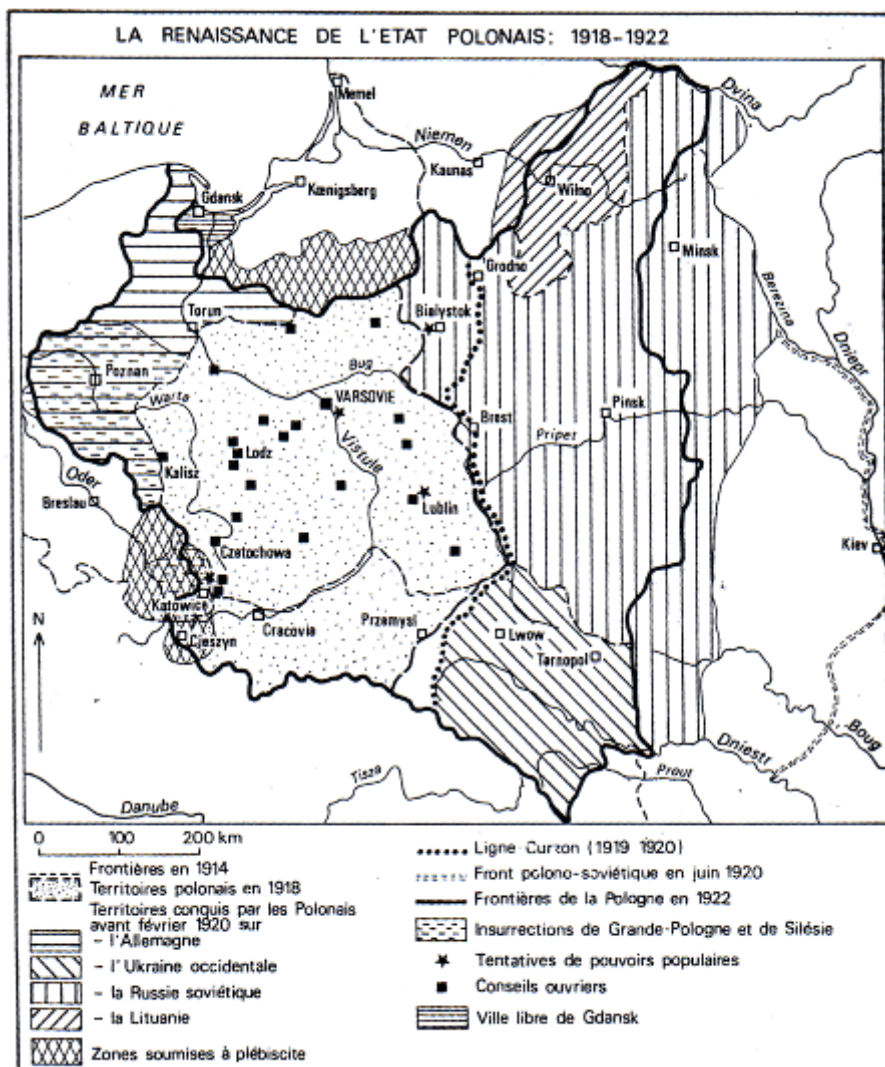 LA RENAISSANCE DE L'ETAT POLONAIS: 1918-1922
MER
BALTIQUE
Memel
Dvina
Niemen
Kaunas
Wilno
Gdansk
Kœnigsberg
Minsk
Grodno
Berezina
Dniepr
Torun
Białystok
Poznan
Bug
Warta
VARSOVIE
Brest
Pinsk
Pripet
Vistule
Lodz
Kalisz
Oder
Breslau
Lublin
Kiev
Czetochowa
N
Katowice
Cracovia
Przemysl
Lwow
Cjeszyn
Tarnopol
Boug
Dniestr
Tisza
Prout
Danube
0 100 200 km
Frontières en 1914
Territoires polonais en 1918
Territoires conquis par les Polonais
avant février 1920 sur
- l'Allemagne
- l'Ukraine occidentale
- la Russie soviétique
- la Lituanie
Zones soumises à plébiscite
Ligne Curzon (1919 1920)
Front polono-soviétique en juin 1920
Frontières de la Pologne en 1922
Insurrections de Grande-Pologne et de Silésie
Tentatives de pouvoirs populaires
Conseils ouvriers
Ville libre de Gdansk